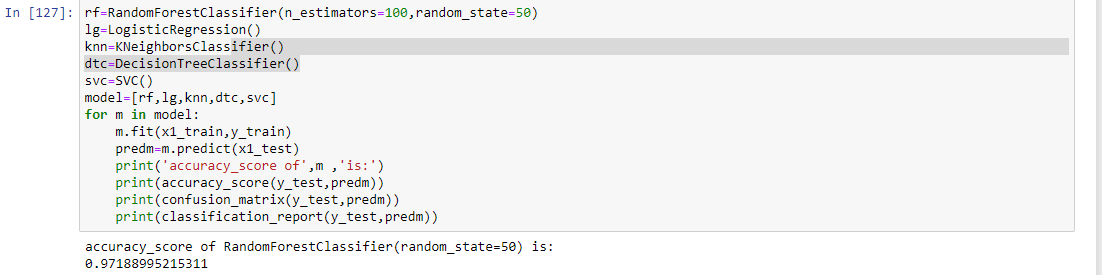 In [127]: rf=RandomForestClassifier(n_estimators=100,random_state=50)
lg=LogisticRegression()
knn=KNeighborsClassifier()
dtc=DecisionTreeClassifier()
svc=SVC()
model=[rf,lg,knn,dtc,svc]
for m in model:
    m.fit(x1_train,y_train)
    predm=m.predict(x1_test)
    print('accuracy_score of',m ,'is:')
    print(accuracy_score(y_test,predm))
    print(confusion_matrix(y_test,predm))
    print(classification_report(y_test,predm))
accuracy_score of RandomForestClassifier(random_state=50) is:
0.97188995215311